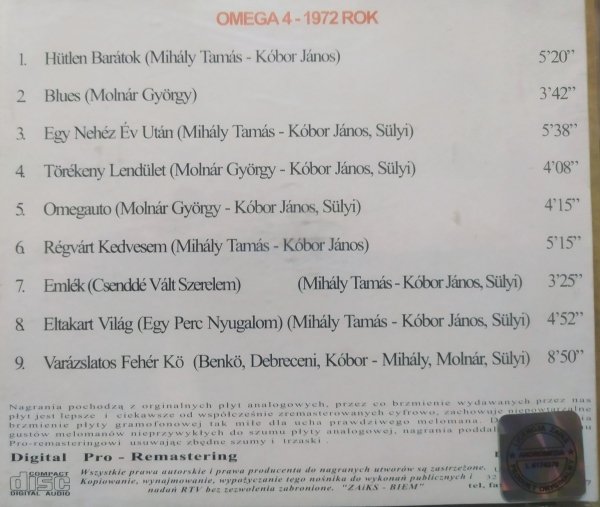 OMEGA 4 - 1972 ROK
1. Hütlen Barátok (Mihály Tamás - Kóbor János) 5'20”
2. Blues (Molnár György) 3'42”
3. Egy Nehéz Év Után (Mihály Tamás - Kóbor János, Sülyi) 5'38”
4. Törékeny Lendület (Molnár György - Kóbor János, Sülyi) 4'08”
5. Omegauto (Molnár György - Kóbor János, Sülyi) 4'15”
6. Régvárt Kedvesem (Mihály Tamás - Kóbor János) 5'15”
7. Emlék (Csenddé Vált Szerelem) (Mihály Tamás - Kóbor János, Sülyi) 3'25”
8. Eltakart Világ (Egy Perc Nyugalom) (Mihály Tamás - Kóbor János, Sülyi) 4'52”
9. Varázslatos Fehér Kö (Benkö, Debreceni, Kóbor - Mihály, Molnár, Sülyi) 8'50”
Nagrania pochodzą z orginalnych płyt analogowych, przez co brzmienie wydawanych przez nas
płyt jest lepsze i ciekawsze od współcześnie zremasterowanych cyfrowo, zachowuje niepowtarzalne
brzmienie płyty gramofonowej tak miło dla ucha prawdziwego melomana. D
gustów melomanów nieprzywykłych do szumu płyty analogowej, nagrania poddal
Pro-remasteringowi usuwając zbędne szumy i trzaski.
Digital Pro - Remastering
COMPACT
disc
DIGITAL AUDIO
Wszystkie prawa autorskie i prawa producenta do nagranych utworów są zastrzeżone.
Kopiowanie, wynajmowanie, wypożyczanie tego nośnika do wykonań publicznych i
nadań RTV bez zezwolenia zabronione. "ZAiKS - BIEM"
tel, fa
ANDROMEDA